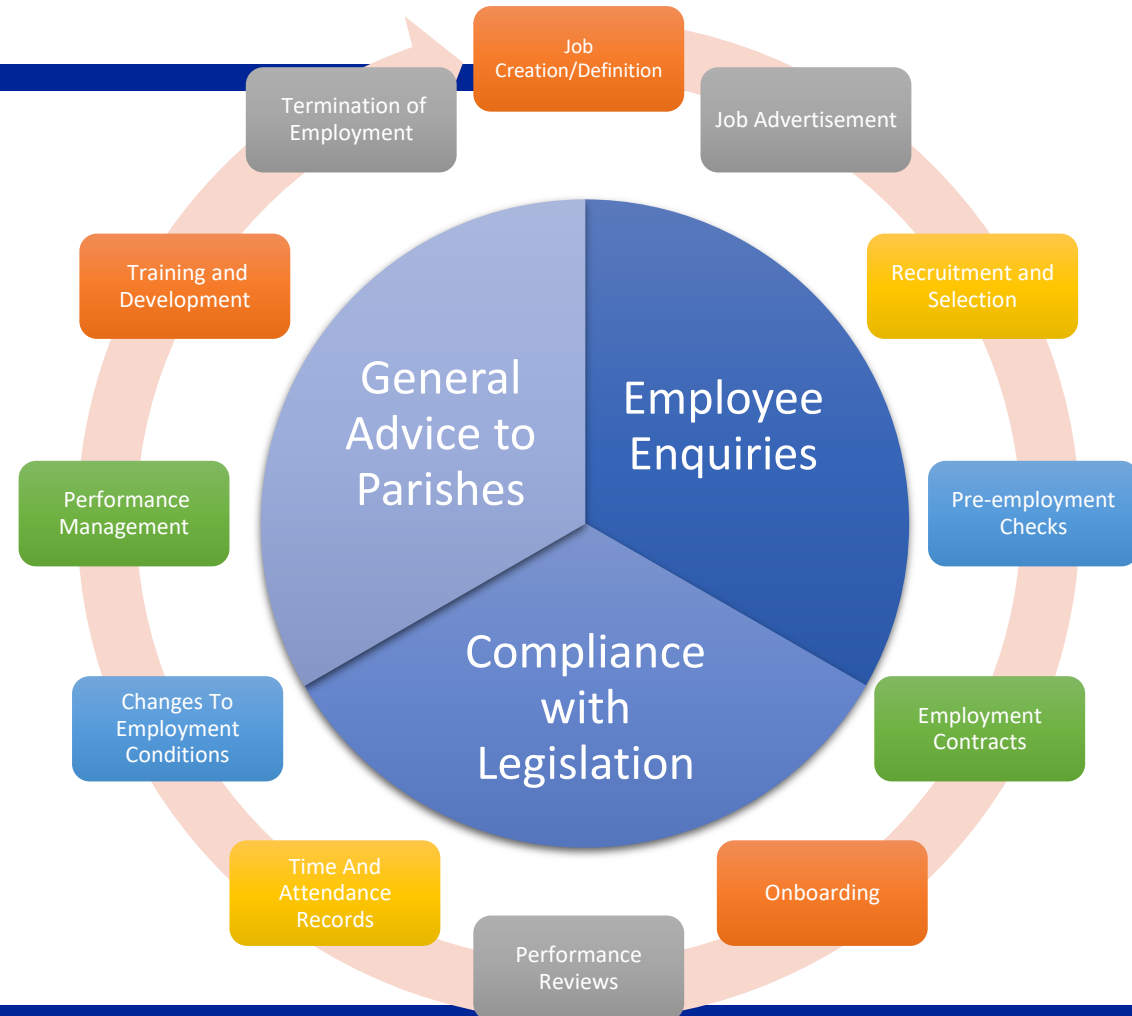 Job
Creation/Definition
Job Advertisement
Recruitment and
Selection
Pre-employment
Checks
Employment
Contracts
Onboarding
Performance
Reviews
Time And
Attendance
Records
Changes To
Employment
Conditions
Performance
Management
Training and
Development
Termination of
Employment
General
Advice to
Parishes
Employee
Enquiries
Compliance
with
Legislation